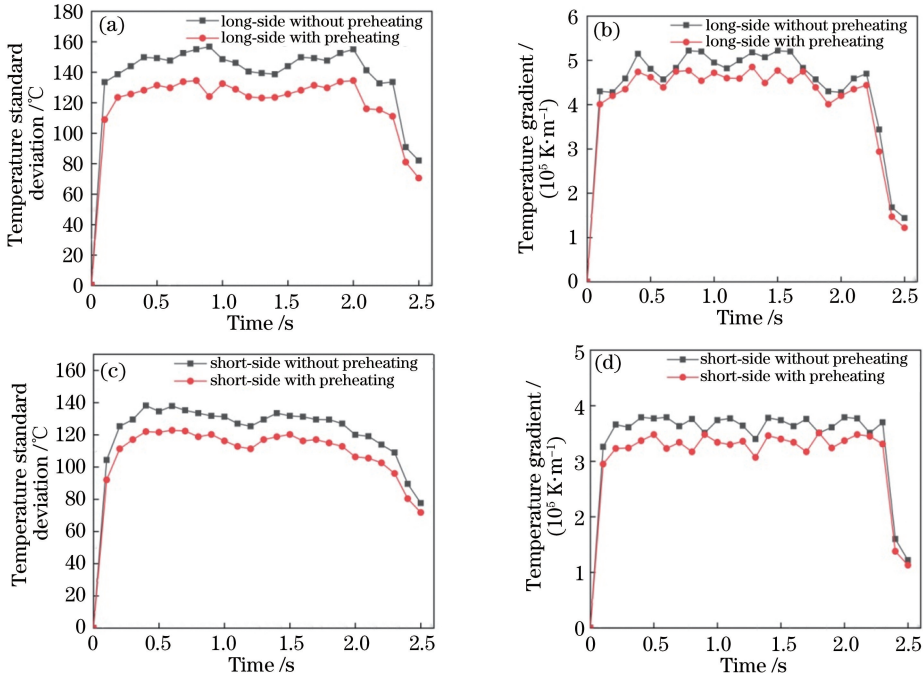 (a)
long-side without preheating
long-side with preheating
Temperature standard
deviation /℃
180
160
140
120
100
80
60
40
20
0
0 0.5 1.0 1.5 2.0 2.5
Time /s
(b)
long-side without preheating
long-side with preheating
Temperature gradient /
(10⁵ K·m⁻¹)
6
5
4
3
2
1
0
0 0.5 1.0 1.5 2.0 2.5
Time /s
(c)
short-side without preheating
short-side with preheating
Temperature standard
deviation /℃
160
140
120
100
80
60
40
20
0
0 0.5 1.0 1.5 2.0 2.5
Time /s
(d)
short-side without preheating
short-side with preheating
Temperature gradient /
(10⁵ K·m⁻¹)
5
4
3
2
1
0
0 0.5 1.0 1.5 2.0 2.5
Time /s